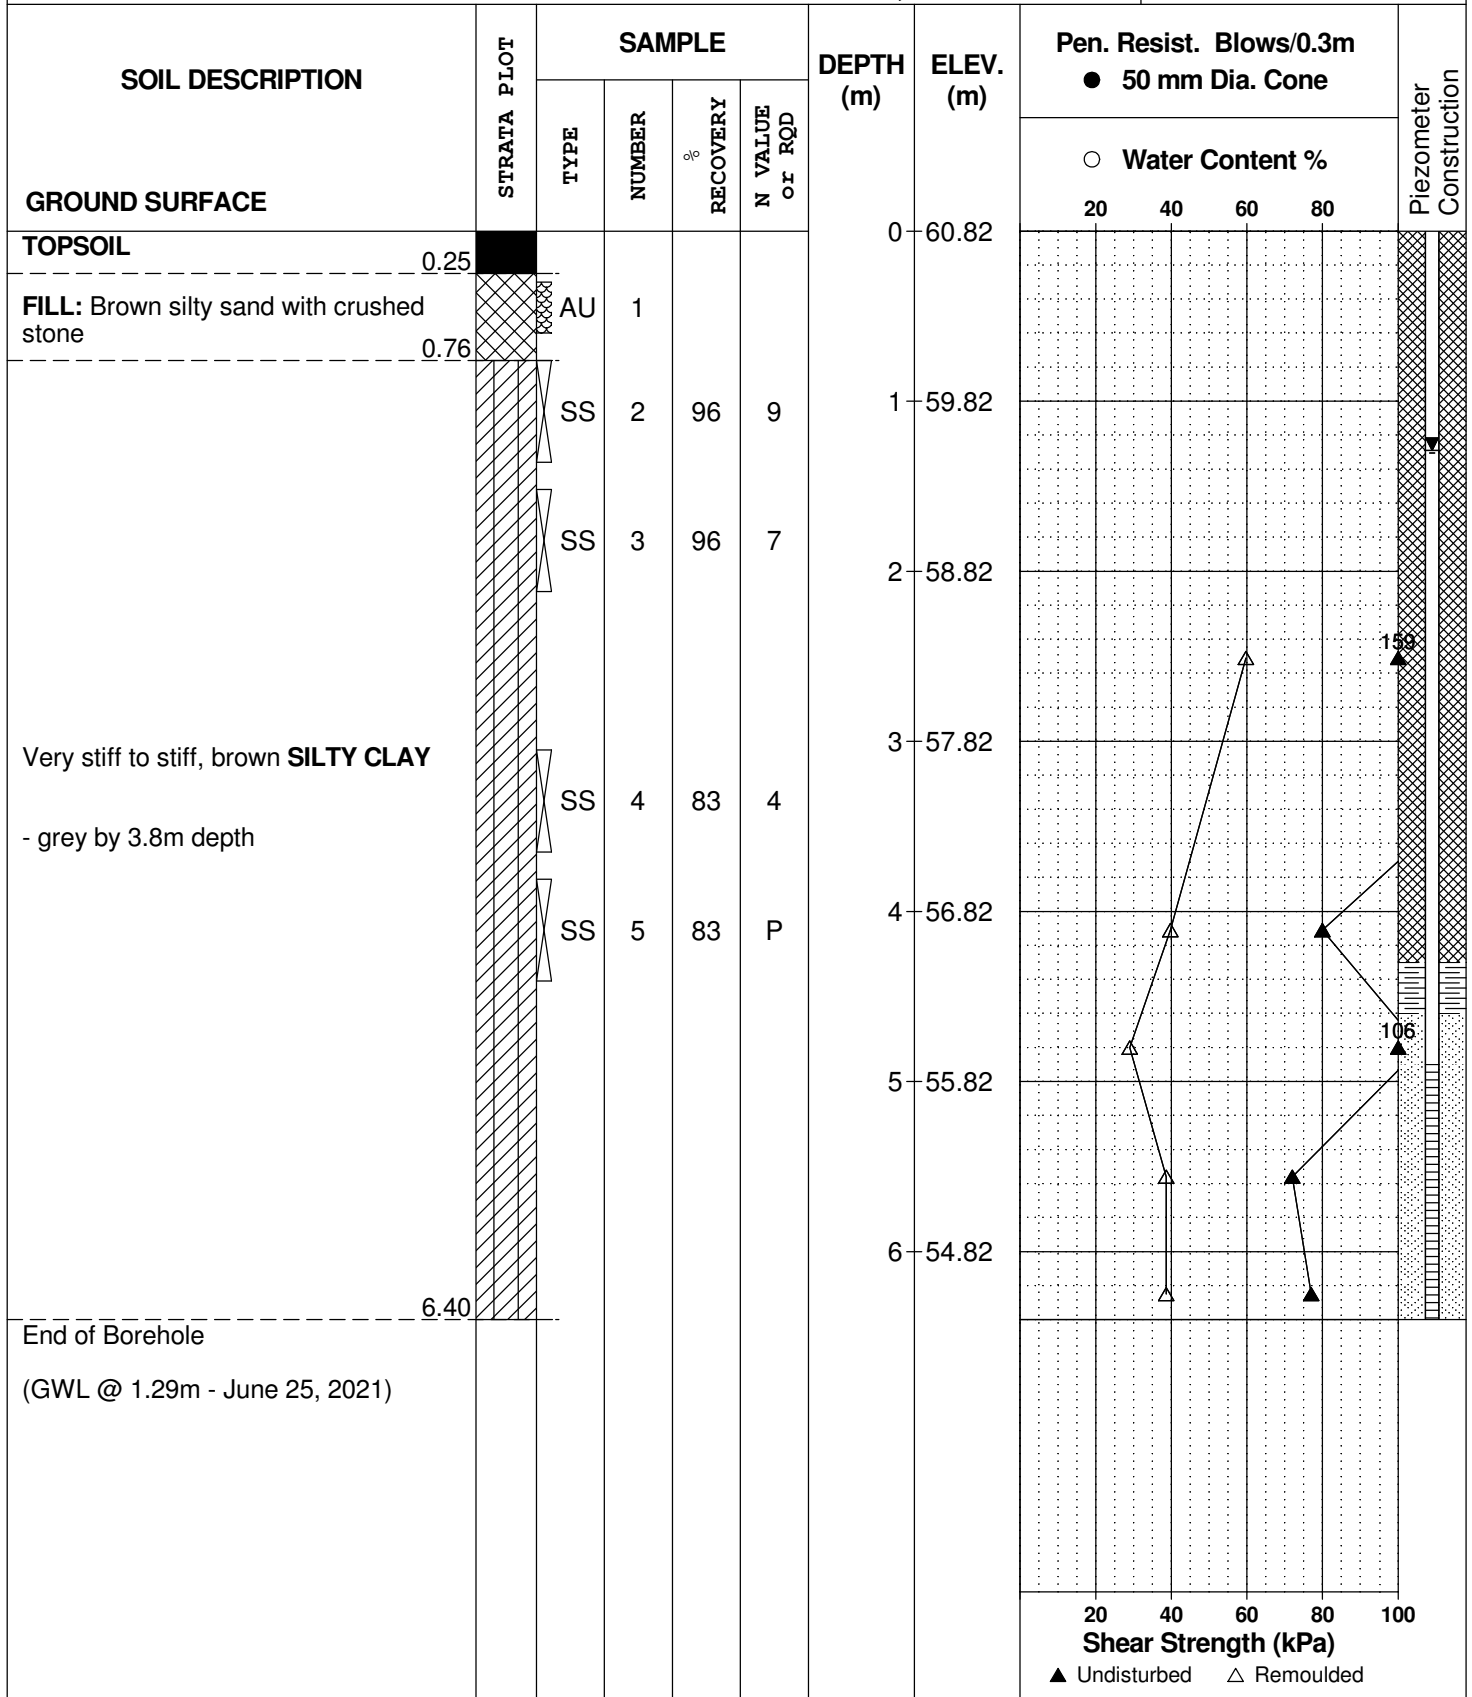 SOIL DESCRIPTION
GROUND SURFACE
STRATA PLOT
SAMPLE
TYPE
NUMBER
% RECOVERY
N VALUE or RQD
DEPTH (m)
ELEV. (m)
Pen. Resist. Blows/0.3m
● 50 mm Dia. Cone
○ Water Content %
20 40 60 80
Piezometer Construction
0 60.82
TOPSOIL
0.25
FILL: Brown silty sand with crushed
stone
0.76
AU 1
1 59.82
SS 2 96 9
SS 3 96 7
2 58.82
159
3 57.82
Very stiff to stiff, brown SILTY CLAY
SS 4 83 4
- grey by 3.8m depth
4 56.82
SS 5 83 P
106
5 55.82
6 54.82
6.40
End of Borehole
(GWL @ 1.29m - June 25, 2021)
20 40 60 80 100
Shear Strength (kPa)
▲ Undisturbed △ Remoulded